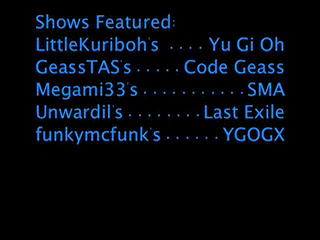 Shows Featured:
LittleKuriboh's .... Yu Gi Oh
GeassTAS's ..... Code Geass
Megami33's ........... SMA
Unwardil's ........ Last Exile
funkymcfunk's ...... YGOGX